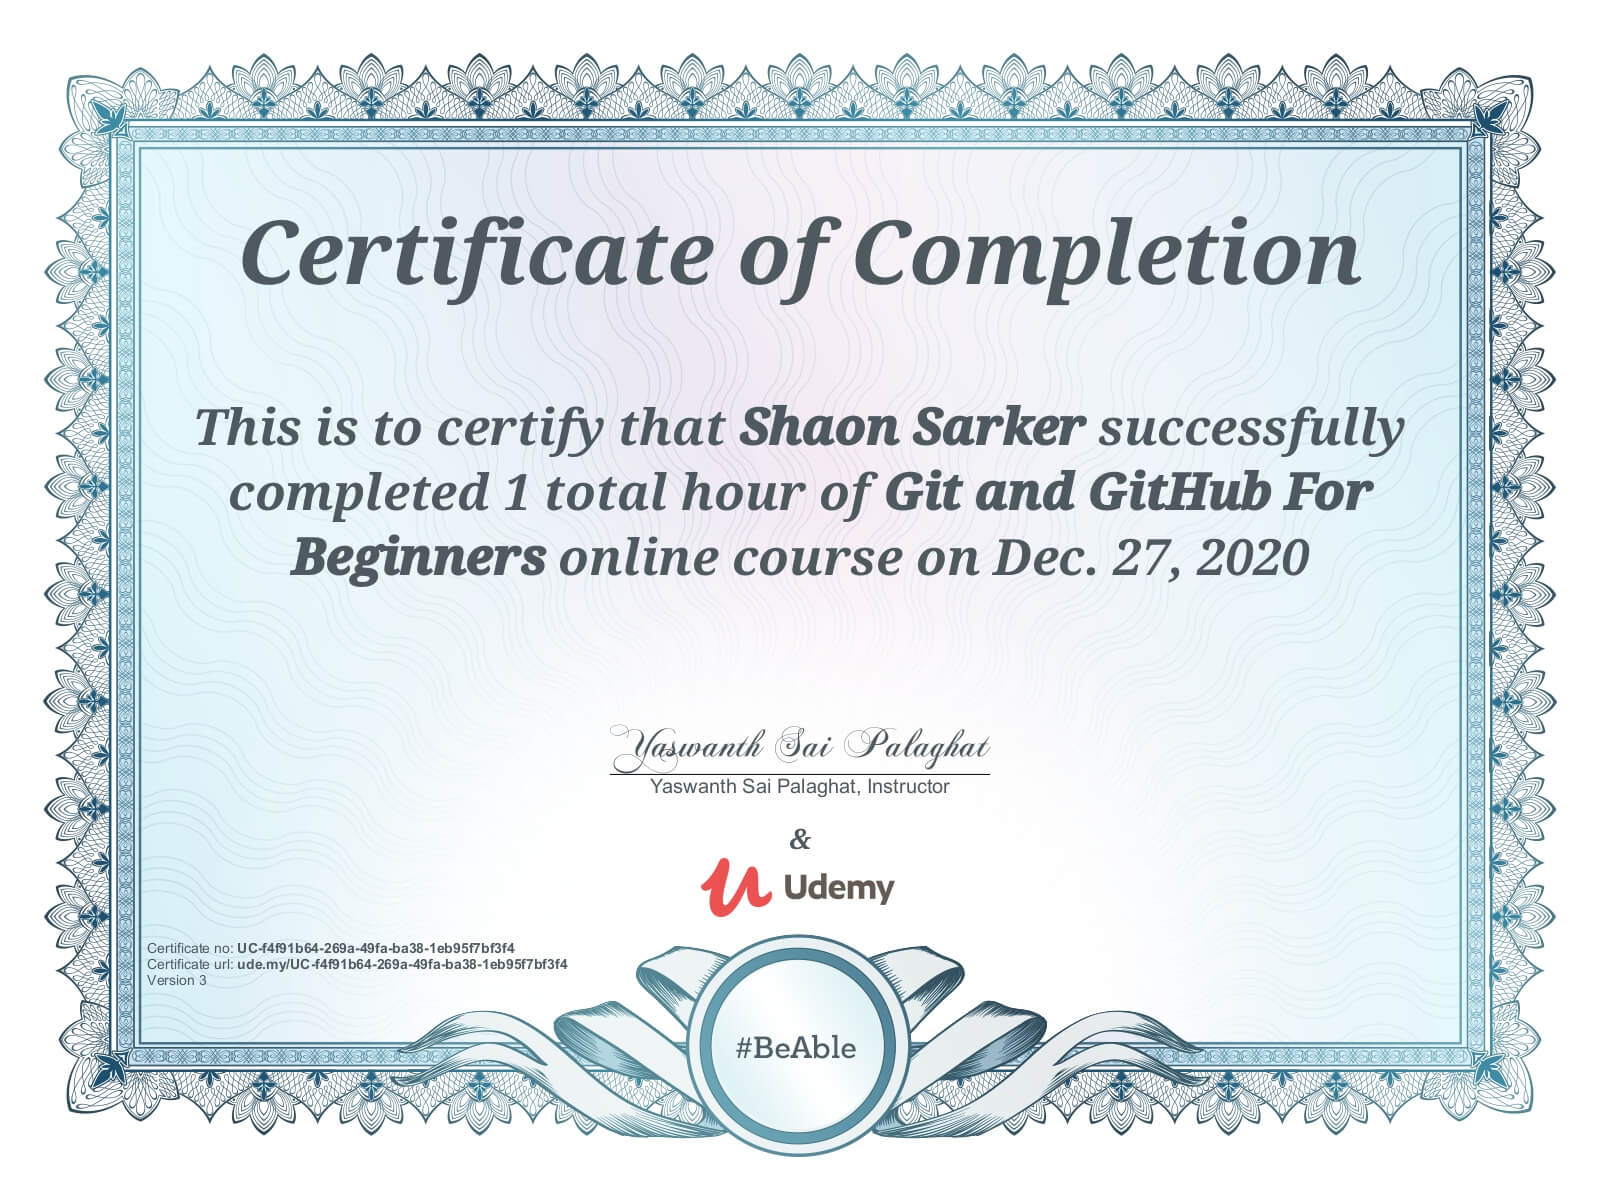 Certificate of Completion
This is to certify that Shaon Sarker successfully
completed 1 total hour of Git and GitHub For
Beginners online course on Dec. 27, 2020
Yaswanth Sai Palaghat
Yaswanth Sai Palaghat, Instructor
&
Udemy
Certificate no: UC-f4f91b64-269a-49fa-ba38-1eb95f7bf3f4
Certificate url: ude.my/UC-f4f91b64-269a-49fa-ba38-1eb95f7bf3f4
Version 3
#BeAble